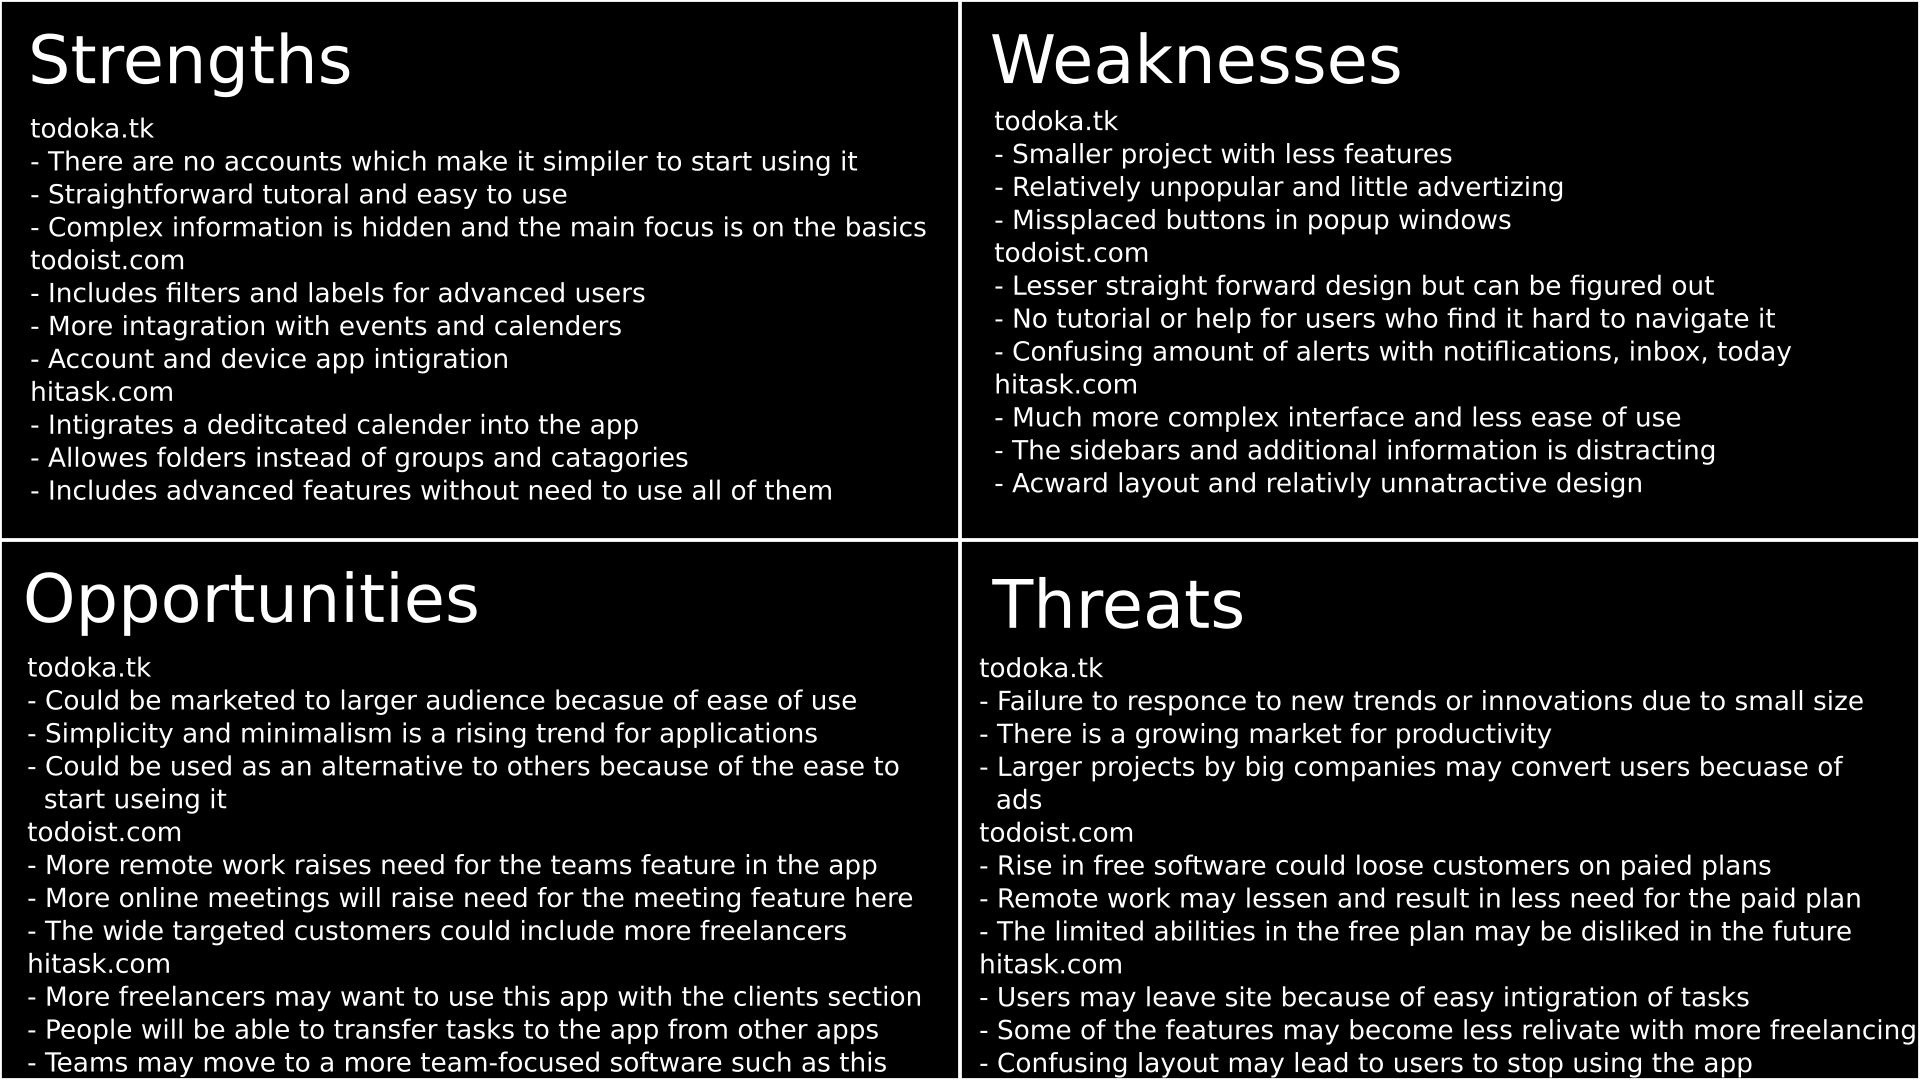 Strengths
todoka.tk
- There are no accounts which make it simpiler to start using it
- Straightforward tutoral and easy to use
- Complex information is hidden and the main focus is on the basics
todoist.com
- Includes filters and labels for advanced users
- More intagration with events and calenders
- Account and device app intigration
hitask.com
- Intigrates a deditcated calender into the app
- Allowes folders instead of groups and catagories
- Includes advanced features without need to use all of them
Weaknesses
todoka.tk
- Smaller project with less features
- Relatively unpopular and little advertizing
- Missplaced buttons in popup windows
todoist.com
- Lesser straight forward design but can be figured out
- No tutorial or help for users who find it hard to navigate it
- Confusing amount of alerts with notiflications, inbox, today
hitask.com
- Much more complex interface and less ease of use
- The sidebars and additional information is distracting
- Acward layout and relativly unnatractive design
Opportunities
todoka.tk
- Could be marketed to larger audience becasue of ease of use
- Simplicity and minimalism is a rising trend for applications
- Could be used as an alternative to others because of the ease to
start useing it
todoist.com
- More remote work raises need for the teams feature in the app
- More online meetings will raise need for the meeting feature here
- The wide targeted customers could include more freelancers
hitask.com
- More freelancers may want to use this app with the clients section
- People will be able to transfer tasks to the app from other apps
- Teams may move to a more team-focused software such as this
Threats
todoka.tk
- Failure to responce to new trends or innovations due to small size
- There is a growing market for productivity
- Larger projects by big companies may convert users becuase of
ads
todoist.com
- Rise in free software could loose customers on paied plans
- Remote work may lessen and result in less need for the paid plan
- The limited abilities in the free plan may be disliked in the future
hitask.com
- Users may leave site because of easy intigration of tasks
- Some of the features may become less relivate with more freelancing
- Confusing layout may lead to users to stop using the app